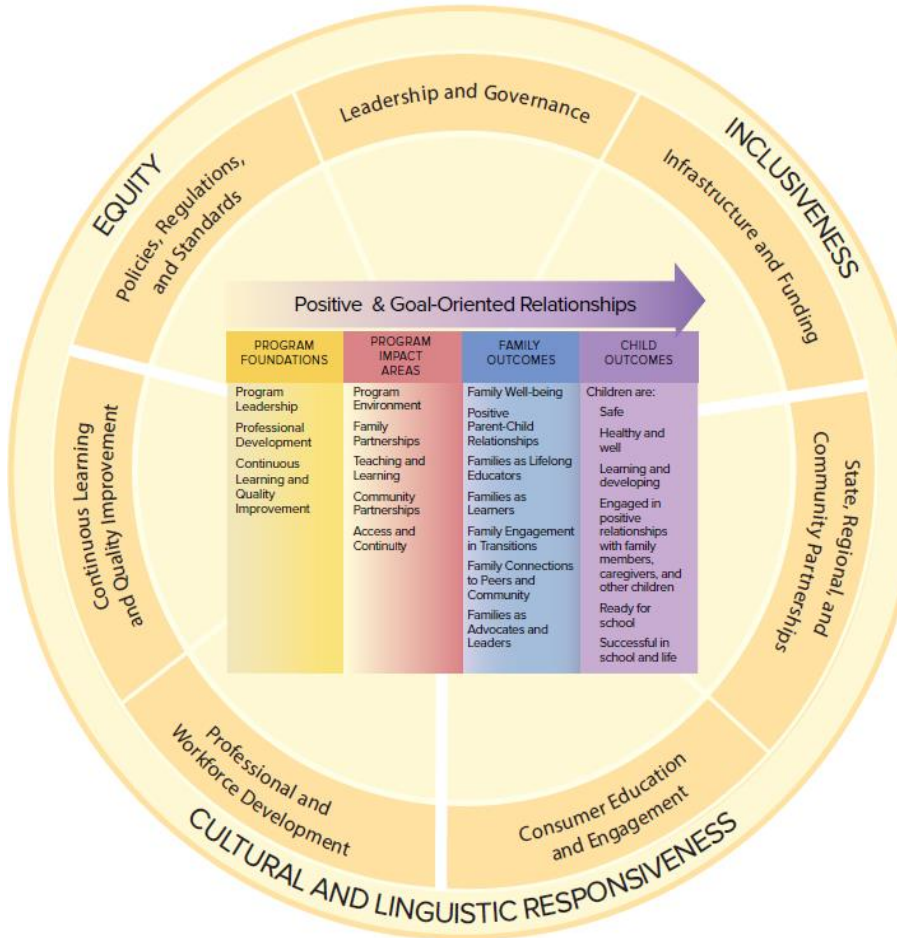 EQUITY
INCLUSIVENESS
CULTURAL AND LINGUISTIC RESPONSIVENESS
Leadership and Governance
Infrastructure and Funding
State, Regional, and
Community Partnerships
Consumer Education
and Engagement
Professional and
Workforce Development
Continuous Learning
and Quality Improvement
Policies, Regulations,
and Standards
Positive & Goal-Oriented Relationships
PROGRAM
FOUNDATIONS
Program
Leadership
Professional
Development
Continuous
Learning and
Quality
Improvement
PROGRAM
IMPACT
AREAS
Program
Environment
Family
Partnerships
Teaching and
Learning
Community
Partnerships
Access and
Continuity
FAMILY
OUTCOMES
Family Well-being
Positive
Parent-Child
Relationships
Families as Lifelong
Educators
Families as
Learners
Family Engagement
in Transitions
Family Connections
to Peers and
Community
Families as
Advocates and
Leaders
CHILD
OUTCOMES
Children are:
Safe
Healthy and
well
Learning and
developing
Engaged in
positive
relationships
with family
members,
caregivers, and
other children
Ready for
school
Successful in
school and life